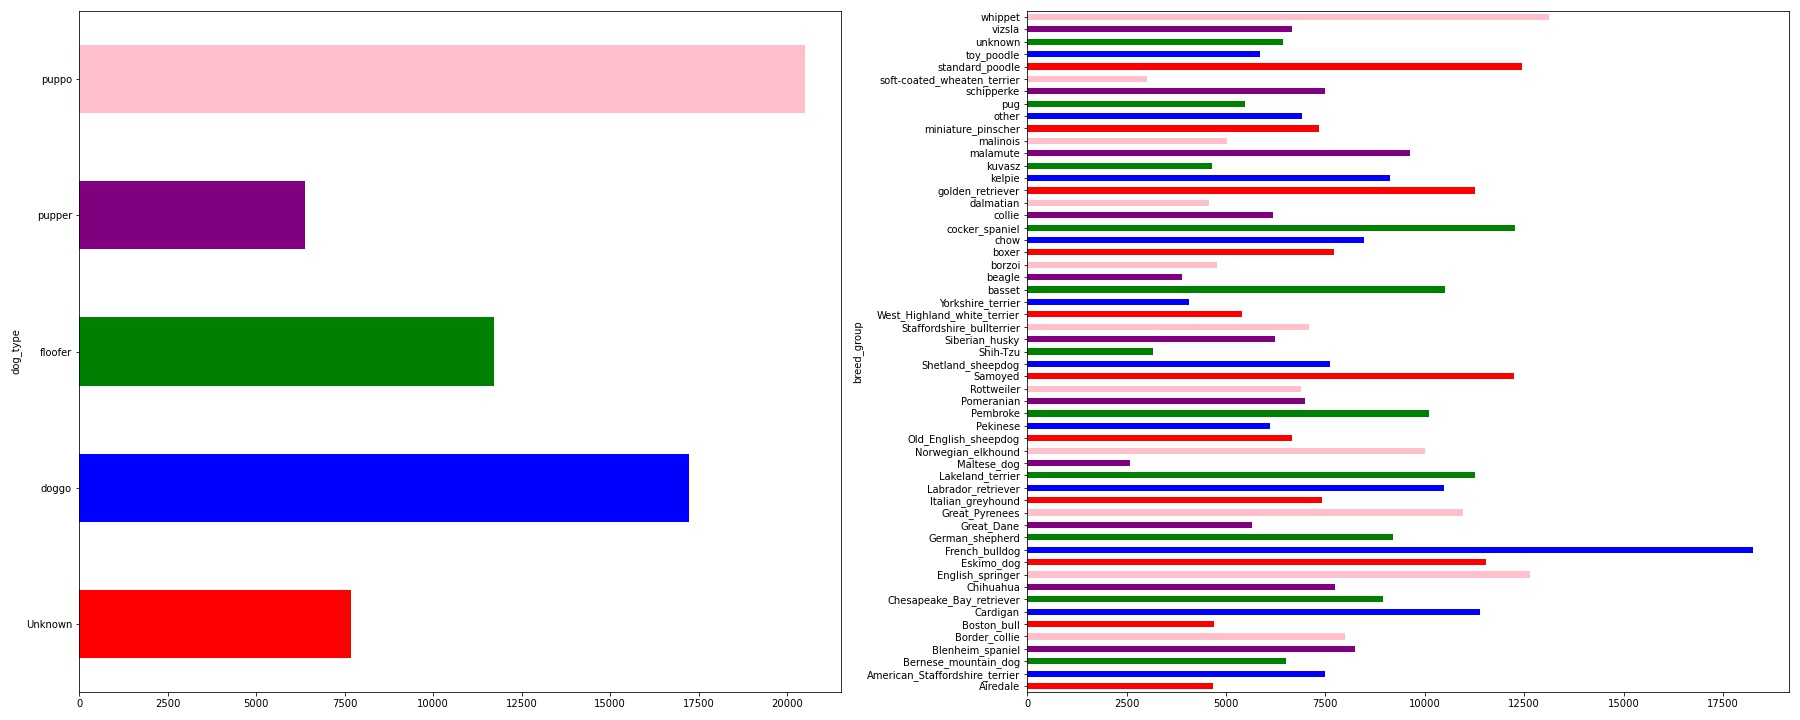 dog_type
puppo
pupper
floofer
doggo
Unknown
0 2500 5000 7500 10000 12500 15000 17500 20000
breed_group
whippet
vizsla
unknown
toy_poodle
standard_poodle
soft-coated_wheaten_terrier
schipperke
pug
other
miniature_pinscher
malinois
malamute
kuvasz
kelpie
golden_retriever
dalmatian
collie
cocker_spaniel
chow
boxer
borzoi
beagle
basset
Yorkshire_terrier
West_Highland_white_terrier
Staffordshire_bullterrier
Siberian_husky
Shih-Tzu
Shetland_sheepdog
Samoyed
Rottweiler
Pomeranian
Pembroke
Pekinese
Old_English_sheepdog
Norwegian_elkhound
Maltese_dog
Lakeland_terrier
Labrador_retriever
Italian_greyhound
Great_Pyrenees
Great_Dane
German_shepherd
French_bulldog
Eskimo_dog
English_springer
Chihuahua
Chesapeake_Bay_retriever
Cardigan
Boston_bull
Border_collie
Blenheim_spaniel
Bernese_mountain_dog
American_Staffordshire_terrier
Airedale
0 2500 5000 7500 10000 12500 15000 17500